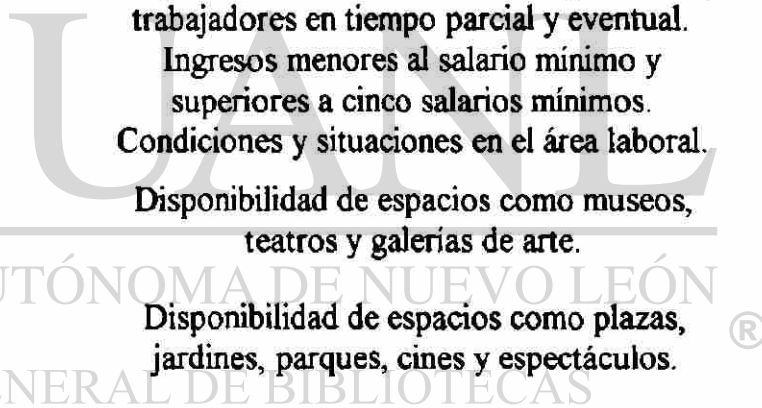 trabajadores en tiempo parcial y eventual.
Ingresos menores al salario mínimo y
superiores a cinco salarios mínimos.
Condiciones y situaciones en el área laboral.
UANL
Disponibilidad de espacios como museos,
teatros y galerías de arte.
UTÓNOMA DE NUEVO LEÓN
®
Disponibilidad de espacios como plazas,
jardines, parques, cines y espectáculos.
ENERAL DE BIBLIOTECAS